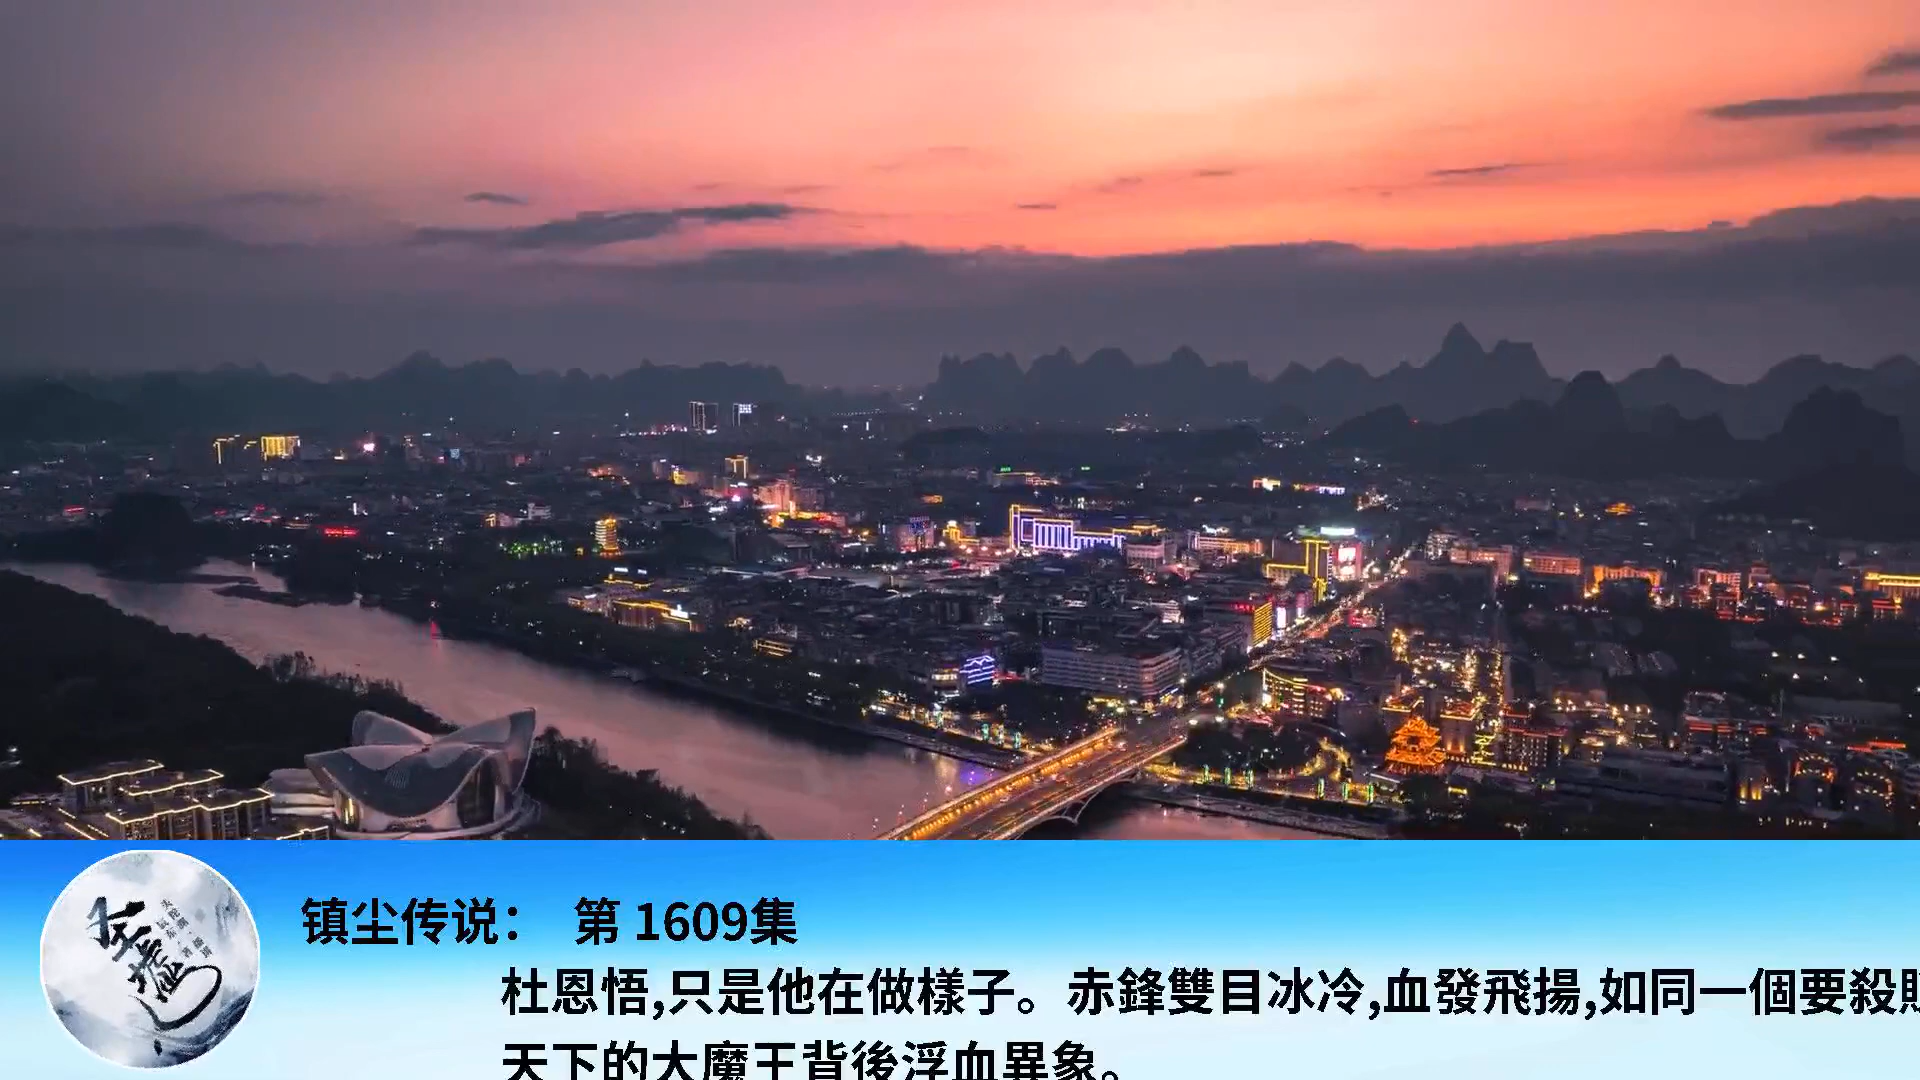 镇尘传说： 第 1609集
杜恩悟,只是他在做樣子。赤鋒雙目冰冷,血發飛揚,如同一個要殺
天下的大魔王背後浮血異象。